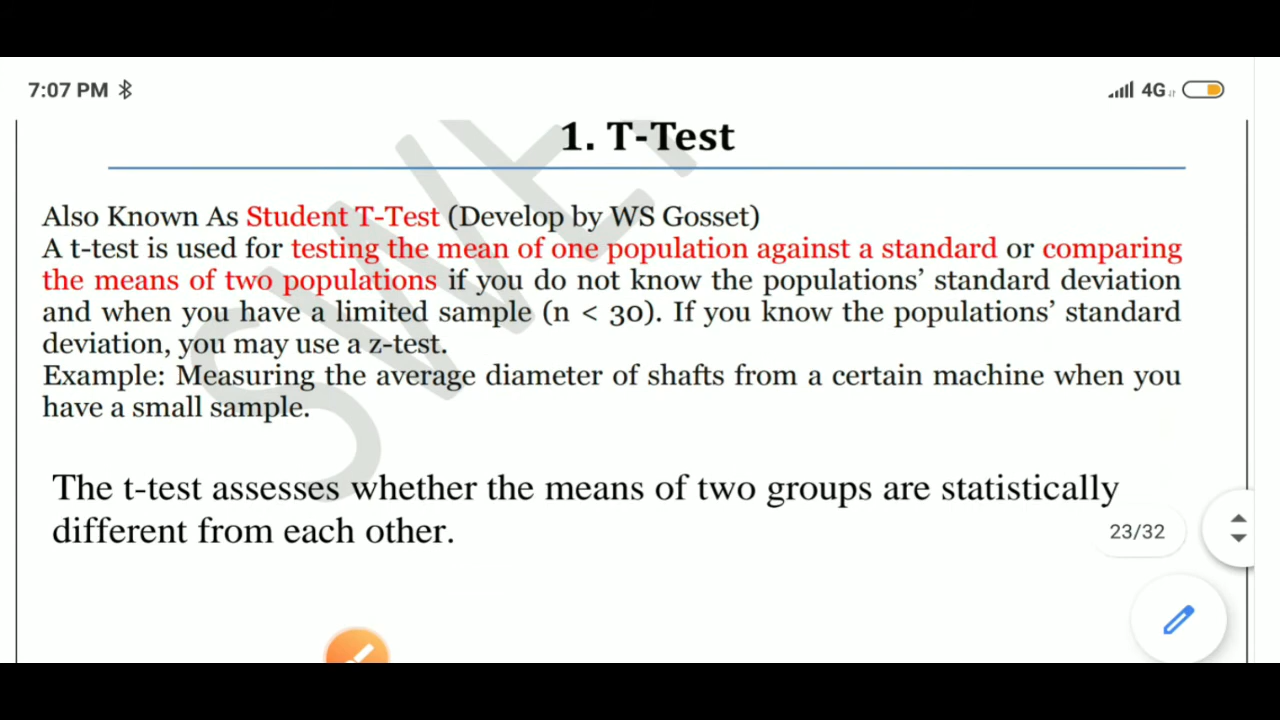 7:07 PM
4G
1. T-Test
Also Known As Student T-Test (Develop by WS Gosset)
A t-test is used for testing the mean of one population against a standard or comparing
the means of two populations if you do not know the populations’ standard deviation
and when you have a limited sample (n < 30). If you know the populations’ standard
deviation, you may use a z-test.
Example: Measuring the average diameter of shafts from a certain machine when you
have a small sample.
The t-test assesses whether the means of two groups are statistically
different from each other.
23/32